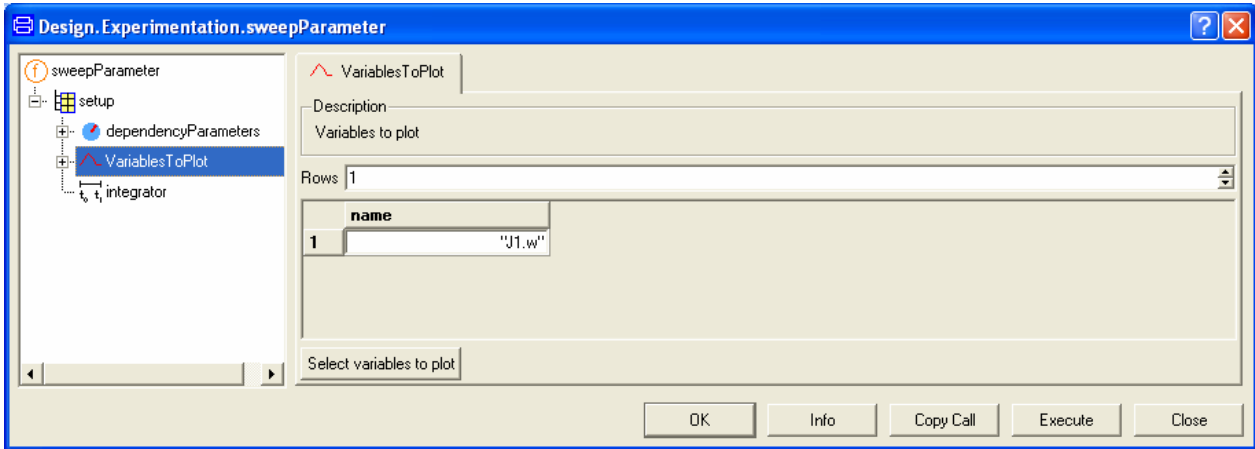 Design.Experimentation.sweepParameter
sweepParameter
setup
dependencyParameters
VariablesToPlot
integrator
VariablesToPlot
Description
Variables to plot
Rows 1
name
1 "J1.w"
Select variables to plot
OK Info Copy Call Execute Close